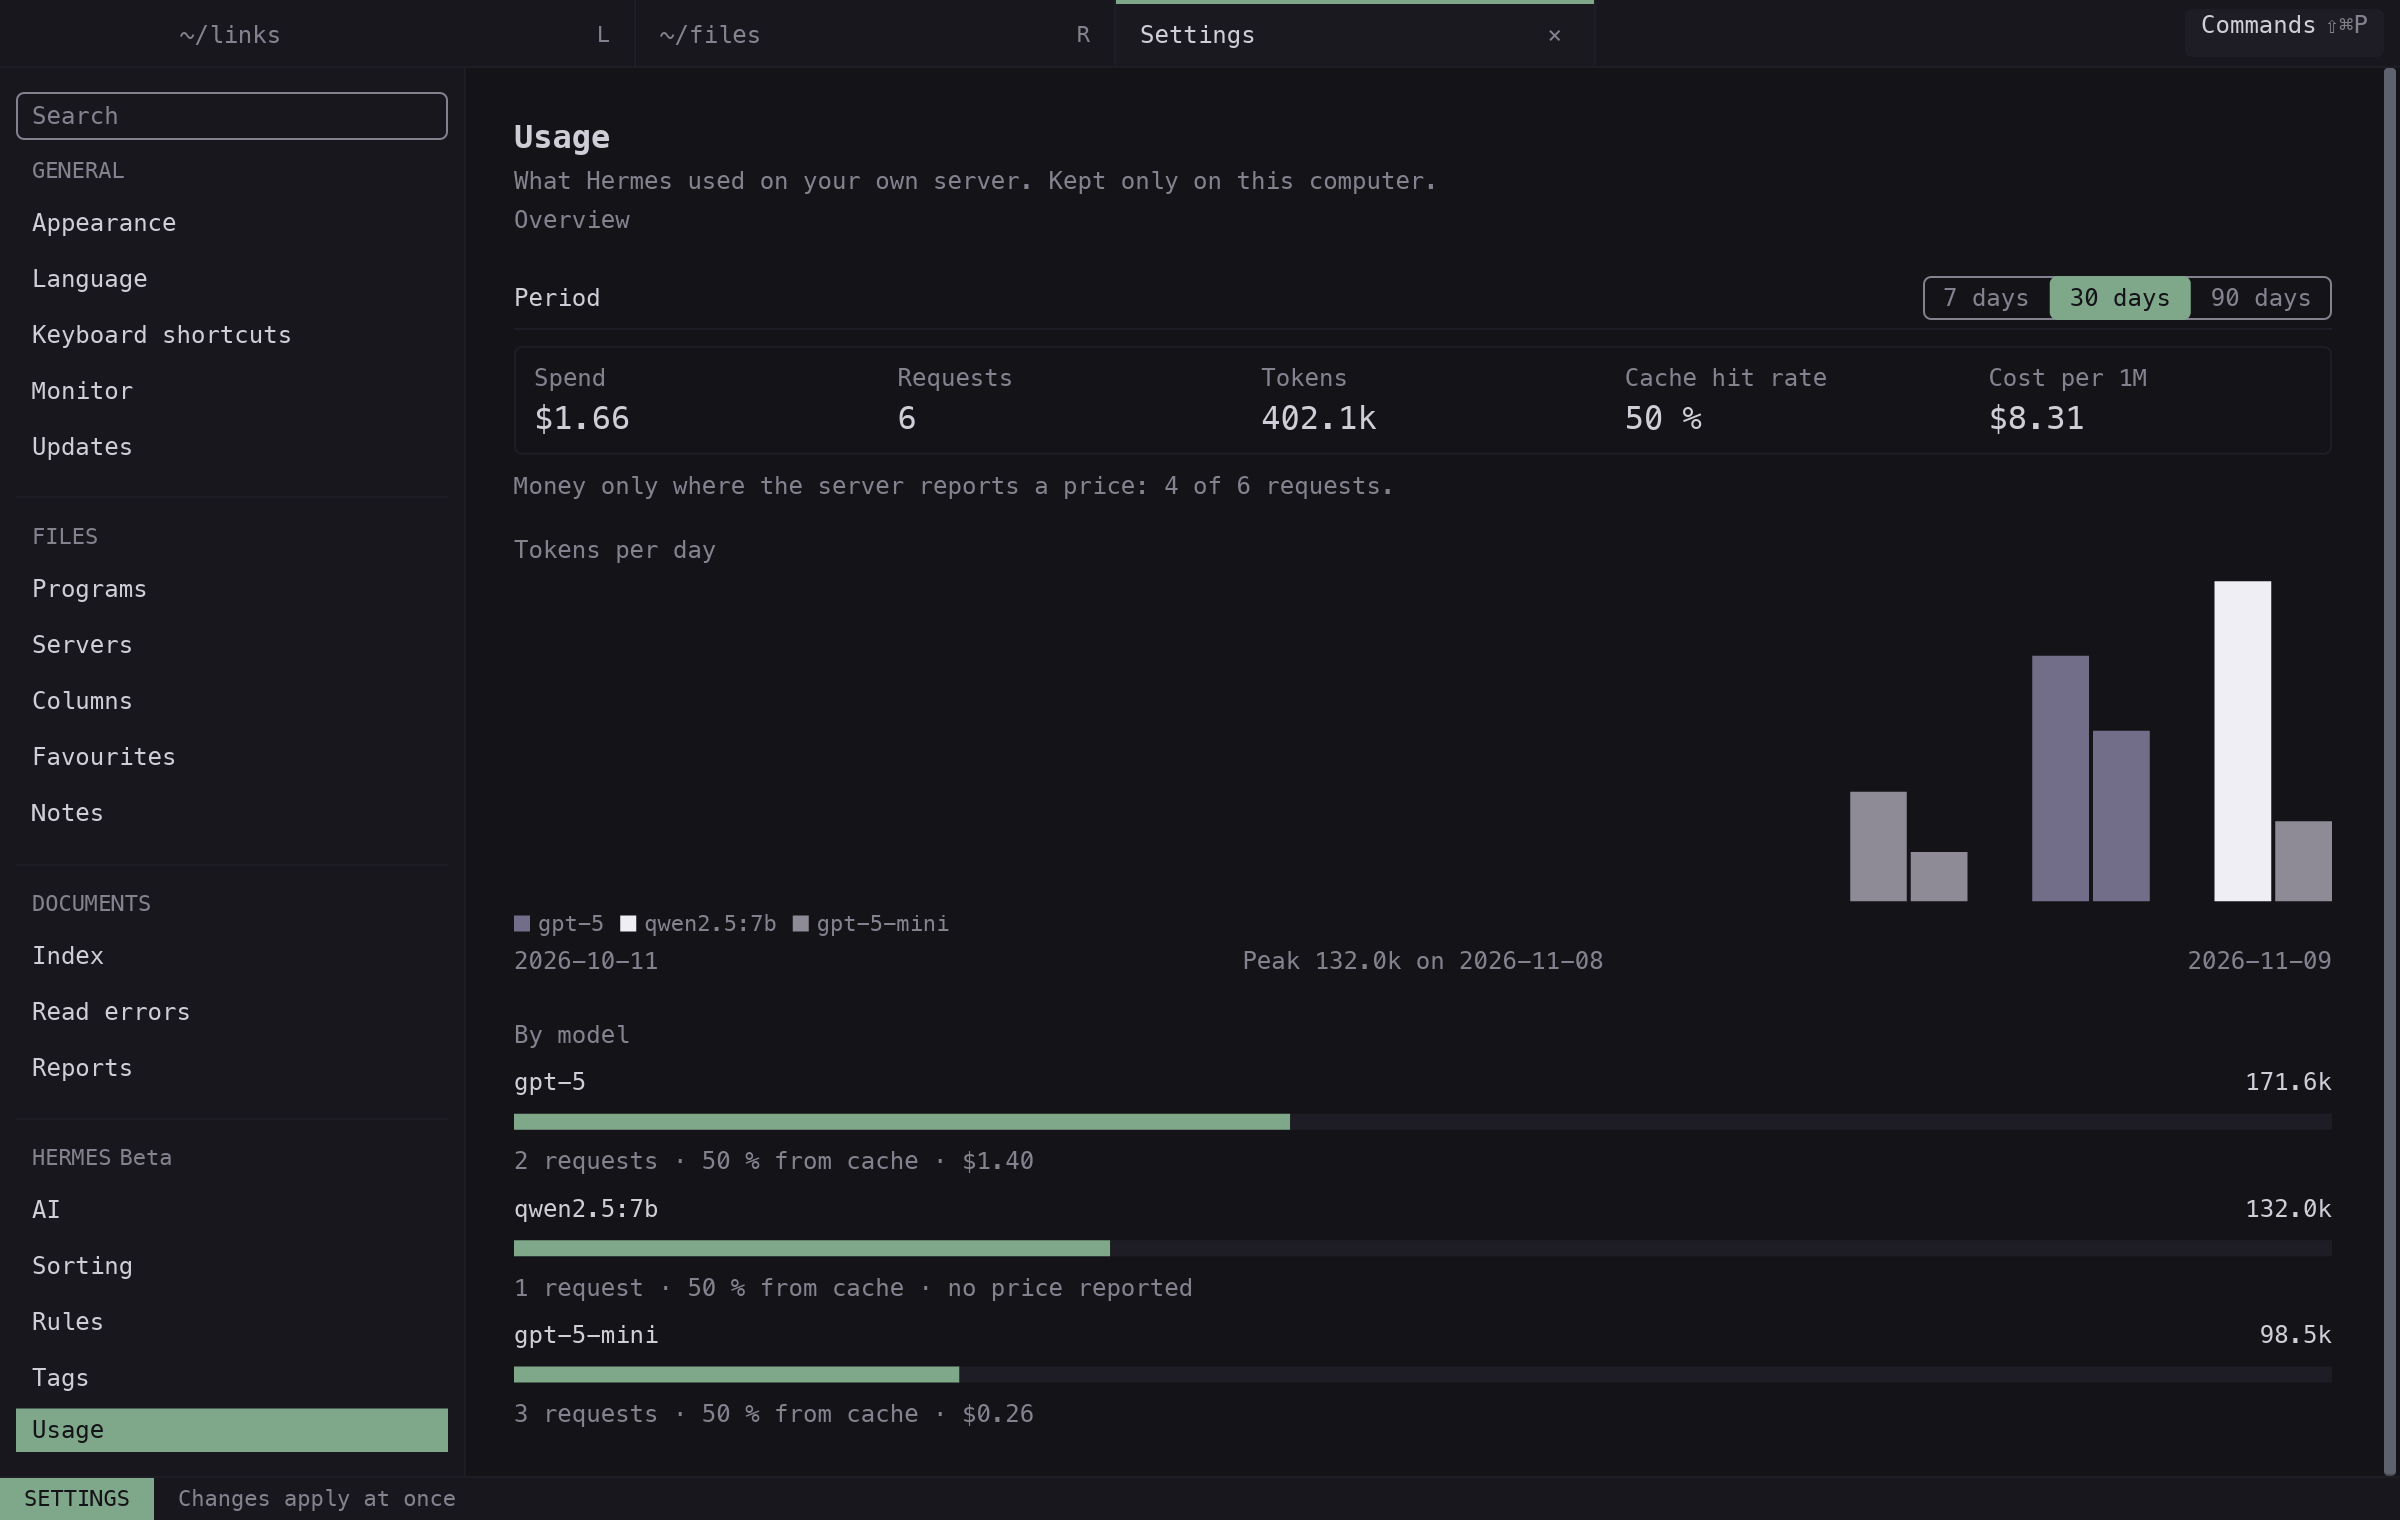 ~/links L ~/files R Settings × Commands ⇧⌘P
Search
GENERAL
Appearance
Language
Keyboard shortcuts
Monitor
Updates
FILES
Programs
Servers
Columns
Favourites
Notes
DOCUMENTS
Index
Read errors
Reports
HERMES Beta
AI
Sorting
Rules
Tags
Usage
Usage
What Hermes used on your own server. Kept only on this computer.
Overview
Period 7 days 30 days 90 days
Spend Requests Tokens Cache hit rate Cost per 1M
$1.66 6 402.1k 50 % $8.31
Money only where the server reports a price: 4 of 6 requests.
Tokens per day
gpt-5 qwen2.5:7b gpt-5-mini
2026-10-11 Peak 132.0k on 2026-11-08 2026-11-09
By model
gpt-5 171.6k
2 requests · 50 % from cache · $1.40
qwen2.5:7b 132.0k
1 request · 50 % from cache · no price reported
gpt-5-mini 98.5k
3 requests · 50 % from cache · $0.26
SETTINGS Changes apply at once